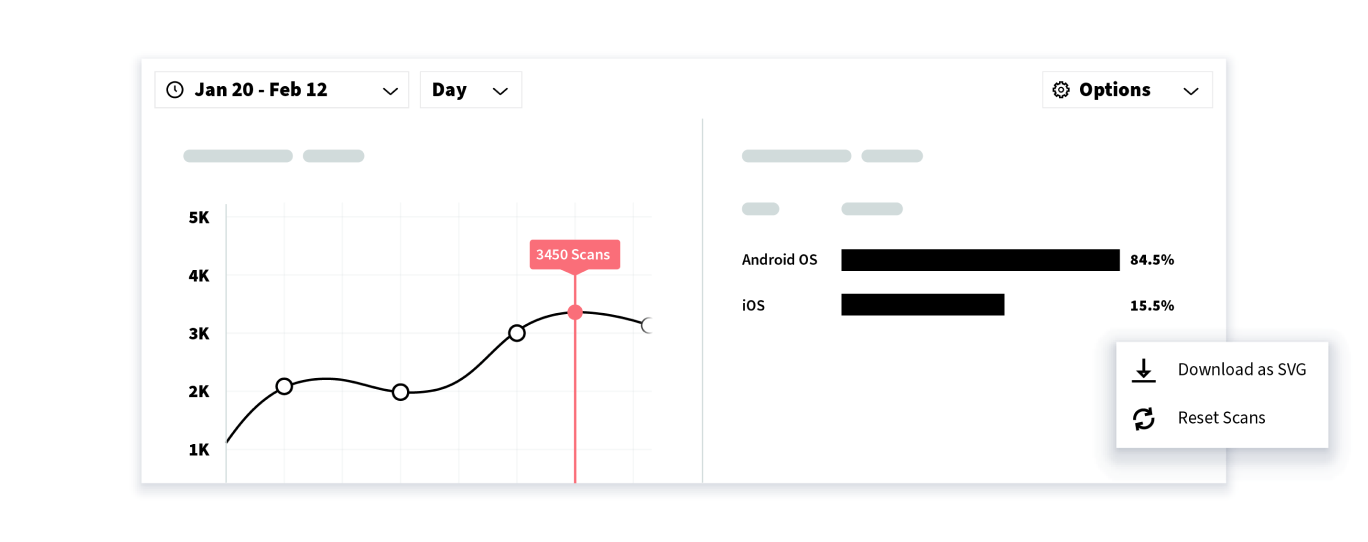 Jan 20 - Feb 12
Day
Options
5K
4K
3K
2K
1K
3450 Scans
Android OS
84.5%
iOS
15.5%
Download as SVG
Reset Scans